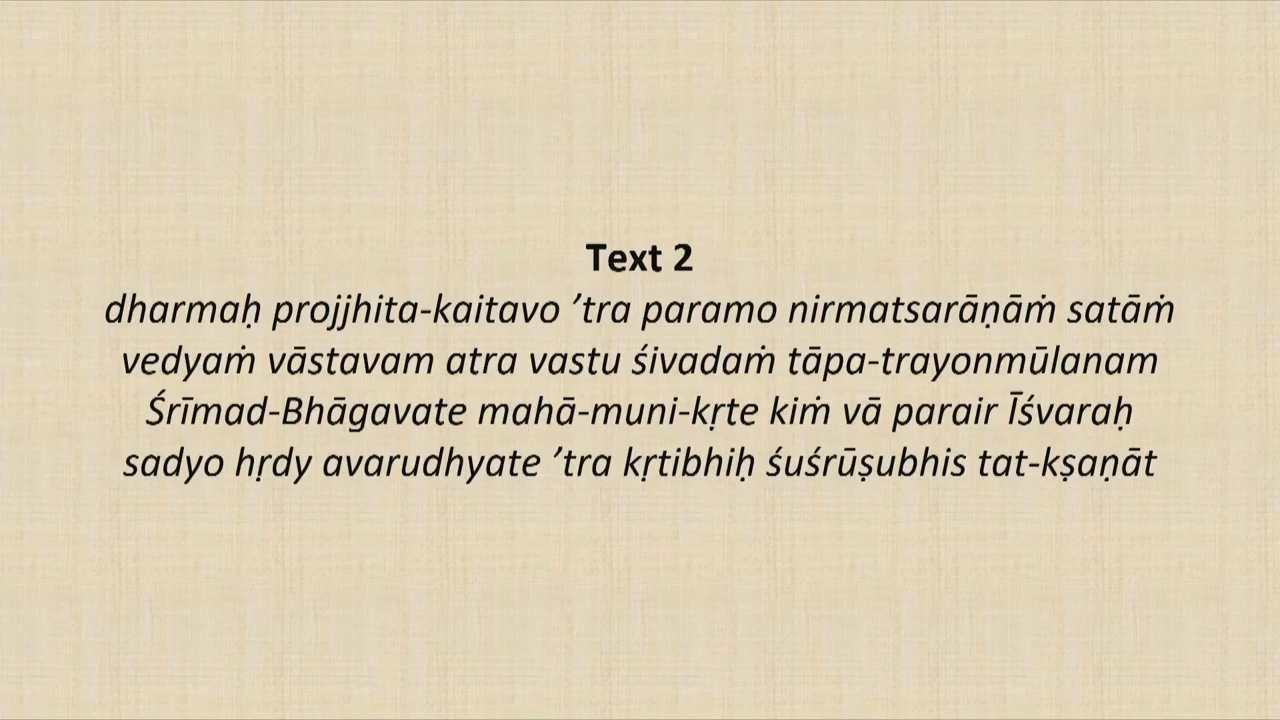 Text 2
dharmaḥ projjhita-kaitavo ’tra paramo nirmatsarāṇāṁ satāṁ
vedyaṁ vāstavam atra vastu śivadaṁ tāpa-trayonmūlanam
Śrīmad-Bhāgavate mahā-muni-kṛte kiṁ vā parair Īśvaraḥ
sadyo hṛdy avarudhyate ’tra kṛtibhiḥ śuśrūṣubhis tat-kṣaṇāt